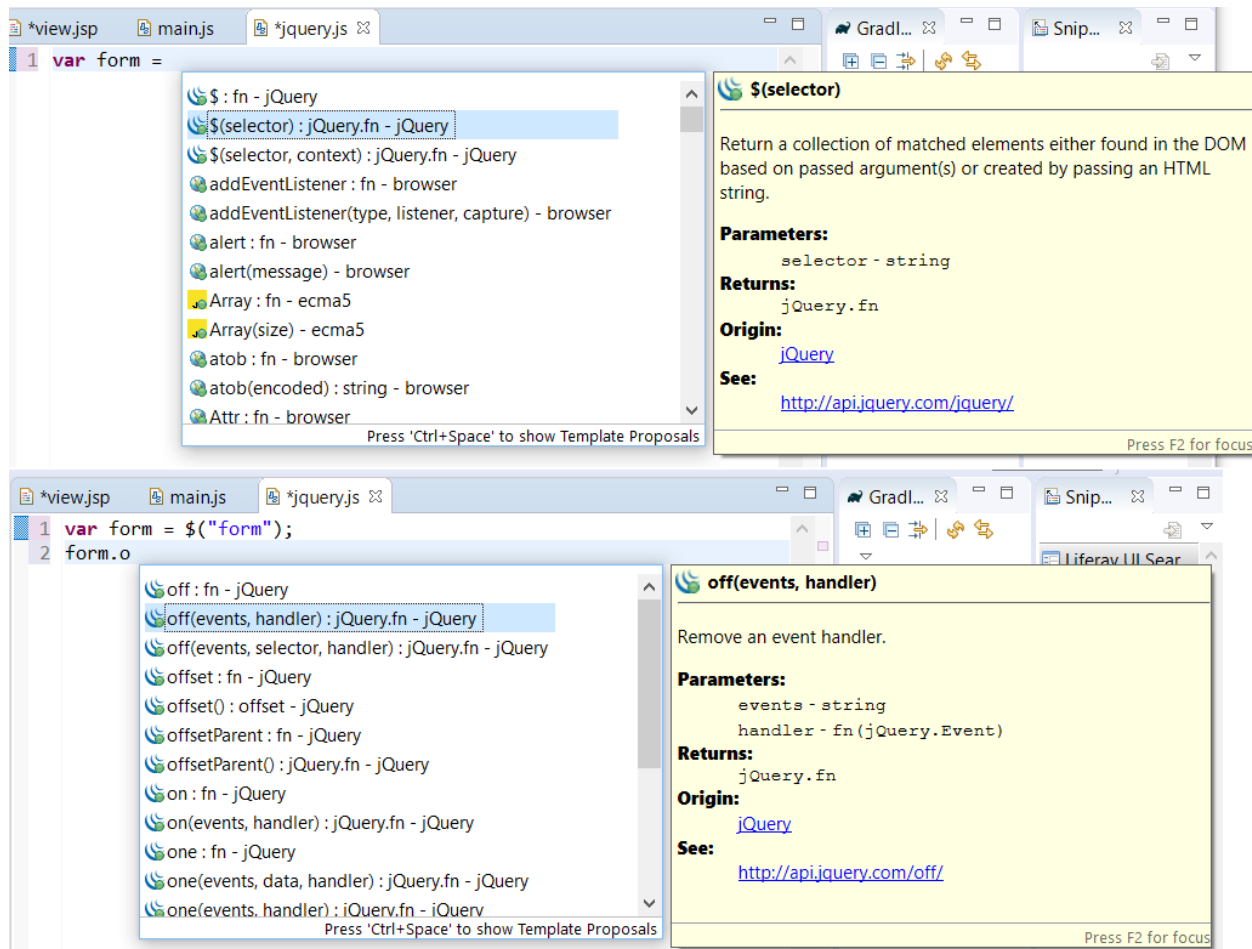 *view.jsp main.js *jquery.js Gradl... Snip...
1 var form =
$ : fn - jQuery
$(selector) : jQuery.fn - jQuery
$(selector, context) : jQuery.fn - jQuery
addEventListener : fn - browser
addEventListener(type, listener, capture) - browser
alert : fn - browser
alert(message) - browser
Array : fn - ecma5
Array(size) - ecma5
atob : fn - browser
atob(encoded) : string - browser
Attr : fn - browser
Press 'Ctrl+Space' to show Template Proposals
$(selector)
Return a collection of matched elements either found in the DOM
based on passed argument(s) or created by passing an HTML
string.
Parameters:
selector - string
Returns:
jQuery.fn
Origin:
jQuery
See:
http://api.jquery.com/jquery/
Press F2 for focus
*view.jsp main.js *jquery.js Gradl... Snip...
1 var form = $("form");
2 form.o
Liferay UI Sear
off : fn - jQuery
off(events, handler) : jQuery.fn - jQuery
off(events, selector, handler) : jQuery.fn - jQuery
offset : fn - jQuery
offset() : offset - jQuery
offsetParent : fn - jQuery
offsetParent() : jQuery.fn - jQuery
on : fn - jQuery
on(events, handler) : jQuery.fn - jQuery
one : fn - jQuery
one(events, data, handler) : jQuery.fn - jQuery
one(events, handler) : jQuery.fn - jQuery
Press 'Ctrl+Space' to show Template Proposals
off(events, handler)
Remove an event handler.
Parameters:
events - string
handler - fn(jQuery.Event)
Returns:
jQuery.fn
Origin:
jQuery
See:
http://api.jquery.com/off/
Press F2 for focus